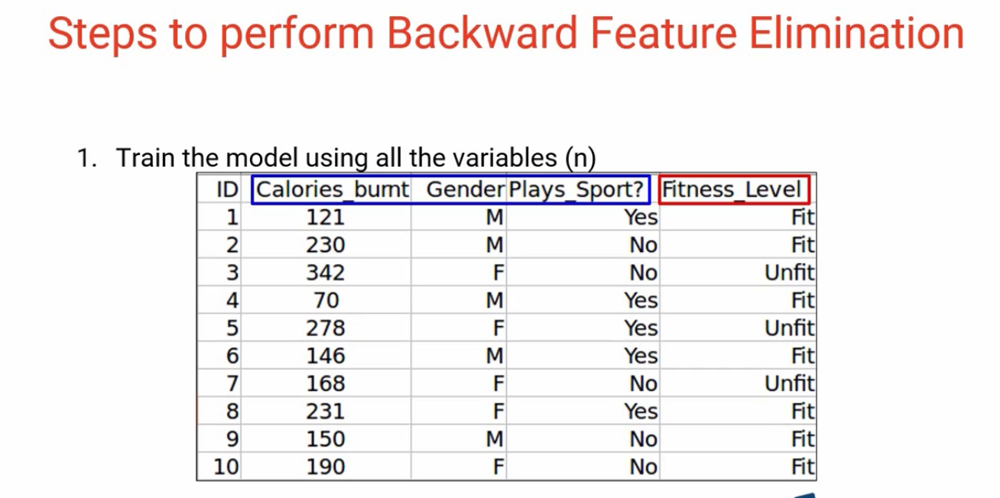 Steps to perform Backward Feature Elimination
1. Train the model using all the variables (n)
ID Calories_burnt Gender Plays_Sport? Fitness_Level
1 121 M Yes Fit
2 230 M No Fit
3 342 F No Unfit
4 70 M Yes Fit
5 278 F Yes Unfit
6 146 M Yes Fit
7 168 F No Unfit
8 231 F Yes Fit
9 150 M No Fit
10 190 F No Fit